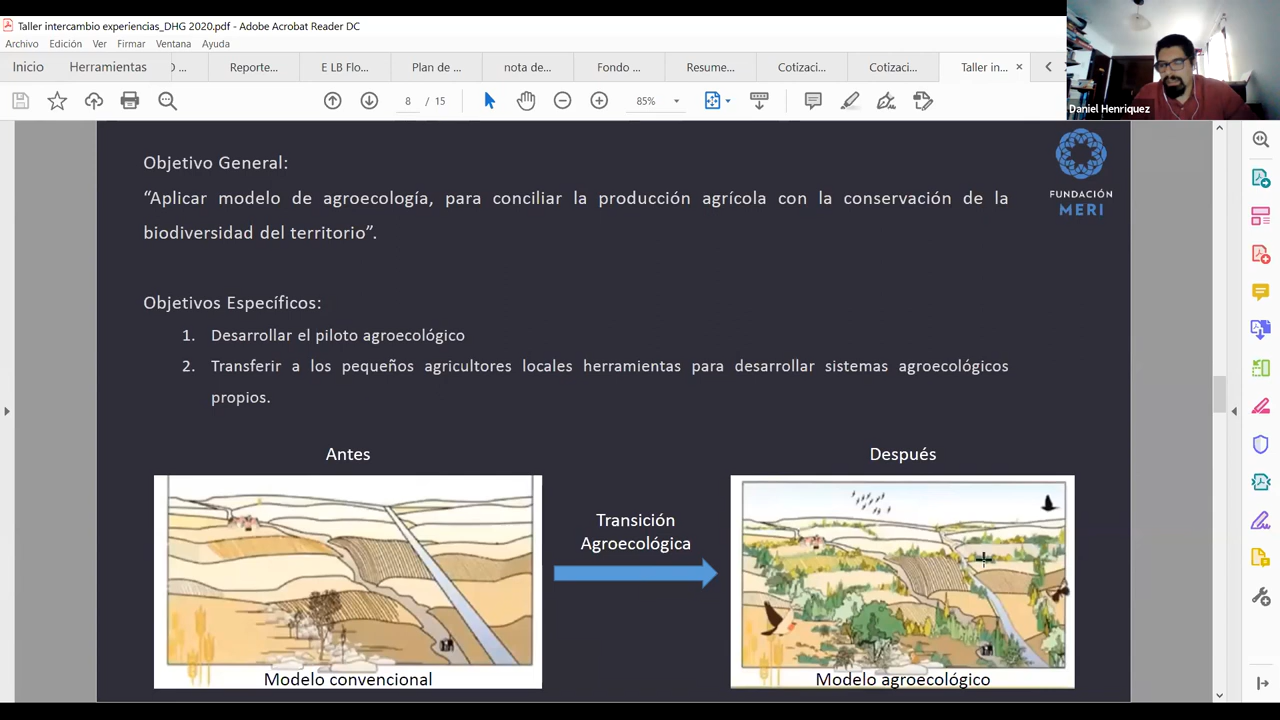 Taller intercambio experiencias_DHG 2020.pdf - Adobe Acrobat Reader DC
Archivo Edición Ver Firmar Ventana Ayuda
Inicio Herramientas O ... Reporte... E LB Flo... Plan de ... nota de... Fondo ... Resume... Cotizaci... Cotizaci... Taller in...
8 / 15 85%
Daniel Henriquez
Objetivo General:
“Aplicar modelo de agroecología, para conciliar la producción agrícola con la conservación de la
biodiversidad del territorio”.
FUNDACIÓN
MERI
Objetivos Específicos:
1. Desarrollar el piloto agroecológico
2. Transferir a los pequeños agricultores locales herramientas para desarrollar sistemas agroecológicos
propios.
Antes
Después
Transición
Agroecológica
Modelo convencional
Modelo agroecológico